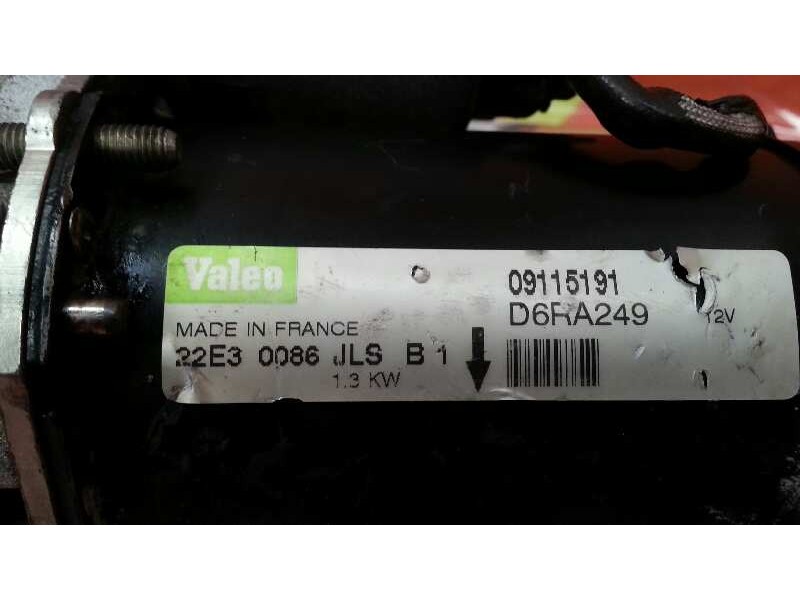 Valeo
09115191
D6RA249
12V
MADE IN FRANCE
22E3 0086 JLS B 1
1.3 KW